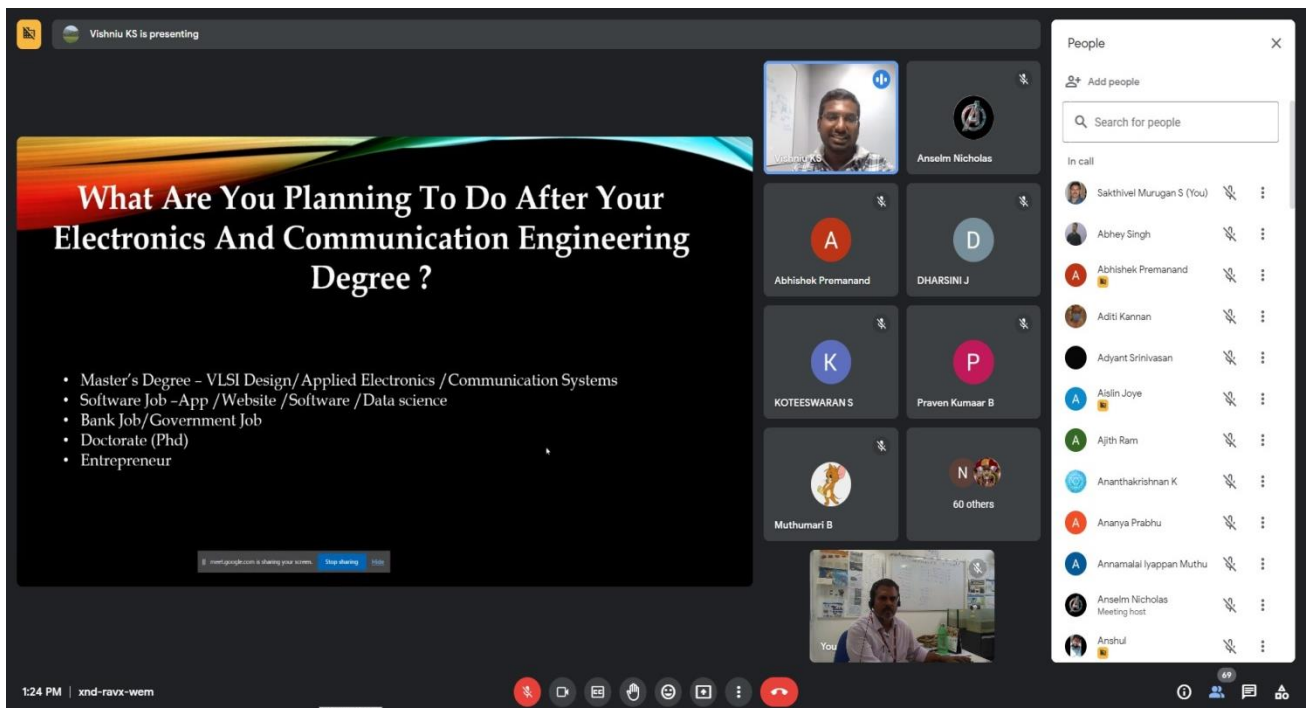 Vishniu KS is presenting
What Are You Planning To Do After Your
Electronics And Communication Engineering
Degree ?
• Master's Degree – VLSI Design/Applied Electronics /Communication Systems
• Software Job –App /Website /Software /Data science
• Bank Job/Government Job
• Doctorate (Phd)
• Entrepreneur
meet.google.com is sharing your screen. Stop sharing Hide
Vishniu KS
Anselm Nicholas
A
Abhishek Premanand
D
DHARSINI J
K
KOTEESWARAN S
P
Praven Kumaar B
Muthumari B
N
60 others
You
People
Add people
Search for people
In call
Sakthivel Murugan S (You)
Abhey Singh
A Abhishek Premanand
Aditi Kannan
Adyant Srinivasan
A Aislin Joye
A Ajith Ram
Ananthakrishnan K
A Ananya Prabhu
A Annamalai Iyappan Muthu
Anselm Nicholas
Meeting host
Anshul
1:24 PM | xnd-ravx-wem
CC
69